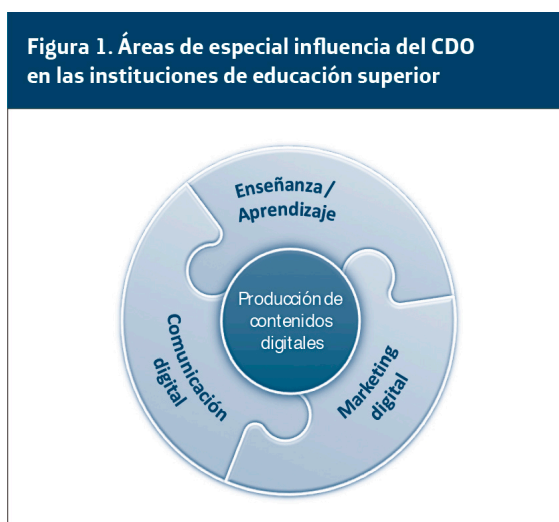 Figura 1. Áreas de especial influencia del CDO
en las instituciones de educación superior
Enseñanza /
Aprendizaje
Producción de
contenidos
digitales
Comunicación
digital
Marketing
digital